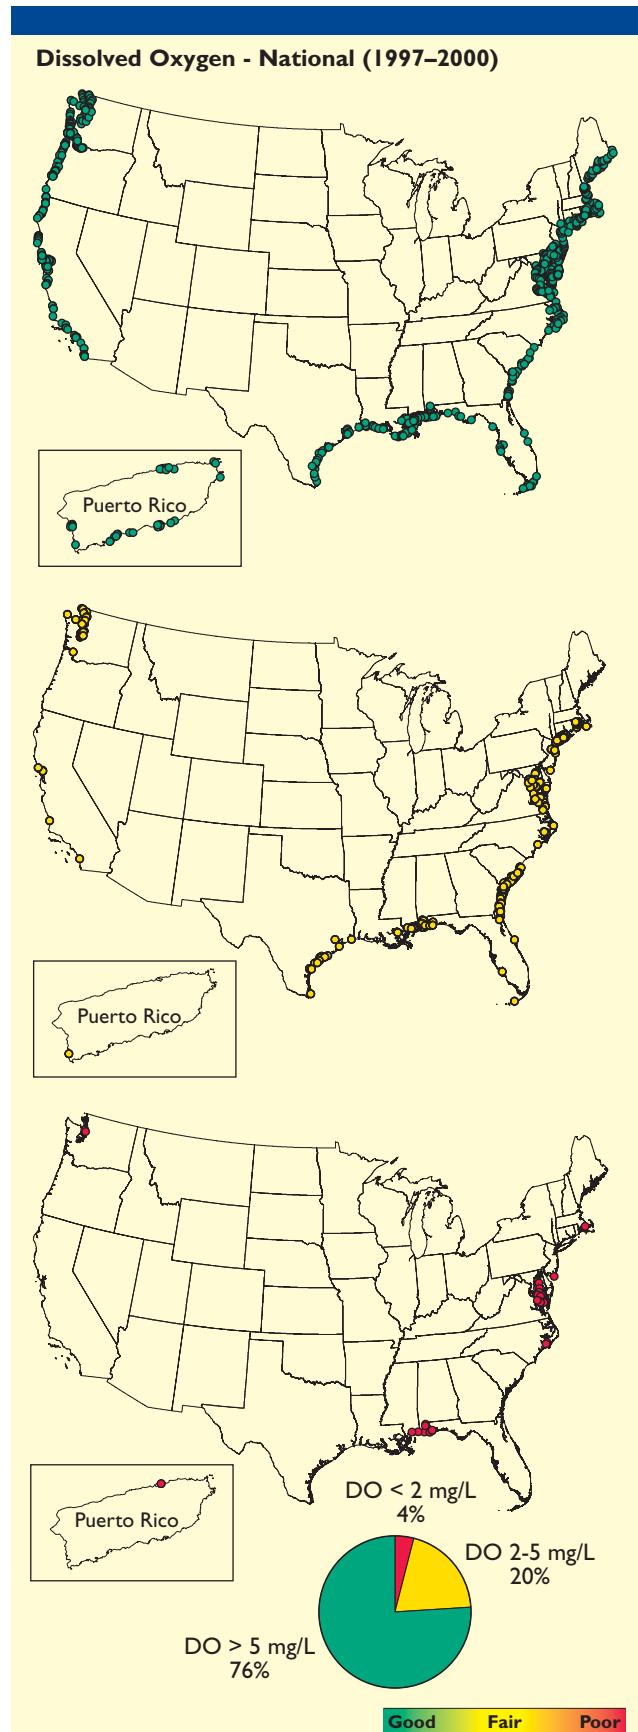 Dissolved Oxygen - National (1997–2000)
Puerto Rico
Puerto Rico
Puerto Rico
DO < 2 mg/L
4%
DO 2-5 mg/L
20%
DO > 5 mg/L
76%
Good Fair Poor